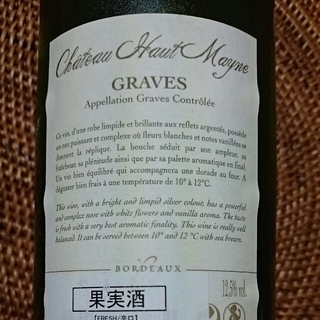 Château Haut Mayne
GRAVES
Appellation Graves Contrôlée
Ce vin, d'une robe limpide et brillante aux reflets argentés, possède
un nez puissant et complexe où fleurs blanches et notes vanillées se
donnent la réplique. La bouche séduit par son ampleur, sa
fraîcheur, sa plénitude ainsi que par sa palette aromatique en final.
Un vin bien équilibré qui accompagnera une dorade au four. A
déguster bien frais à une température de 10° à 12°C.
This wine, with a bright and limpid silver colour, has a powerful
and complex nose with white flowers and vanilla aroma. The taste
is fresh with a very best aromatic finality. This wine is really well
balanced. It can be served between 10° and 12 °C with sea bream.
BORDEAUX
果実酒
【FRESH/辛口】
12,5% vol.